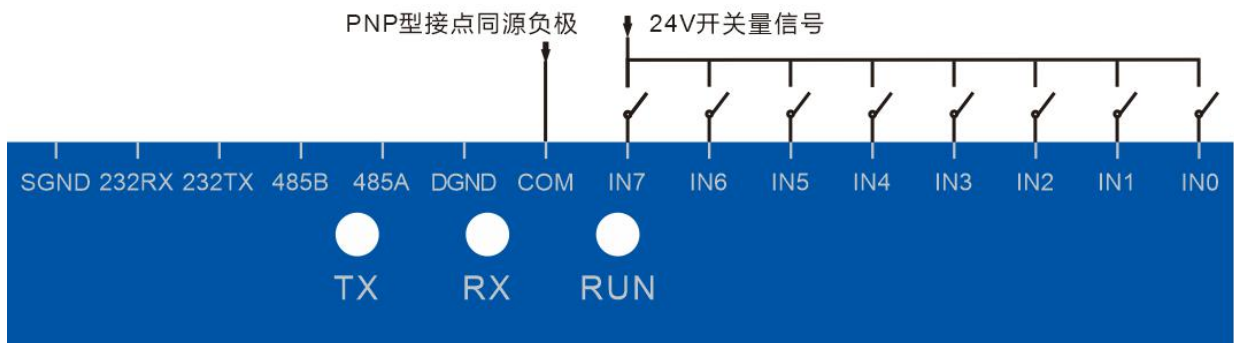 PNP型接点同源负极 24V开关量信号
SGND 232RX 232TX 485B 485A DGND COM IN7 IN6 IN5 IN4 IN3 IN2 IN1 IN0
TX RX RUN